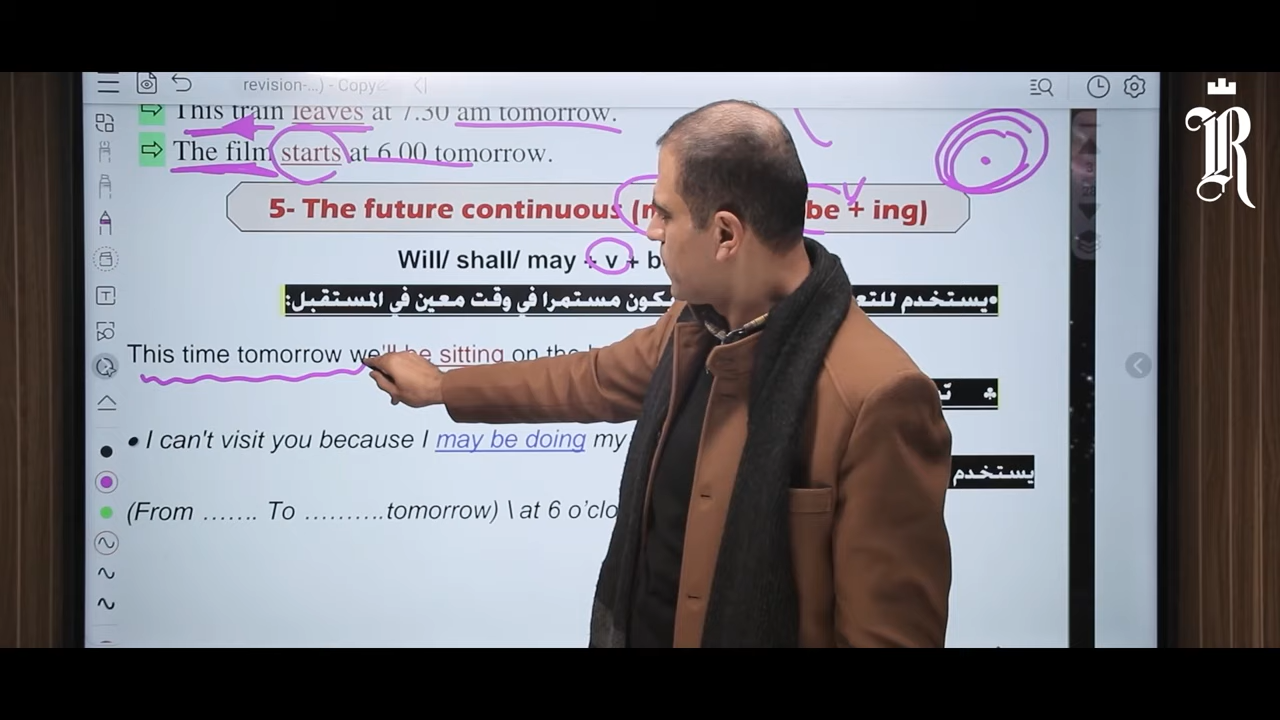 revision-...) - Copye
This train leaves at 7.30 am tomorrow.
The film starts at 6.00 tomorrow.
5- The future continuous ( be + ing)
v
Will/ shall/ may + v + b
•يستخدم للتع يكون مستمرا في وقت معين في المستقبل:
This time tomorrow we'll be sitting on the
• I can't visit you because I may be doing my
يستخدم
(From ....... To ..........tomorrow) \ at 6 o'clo
R